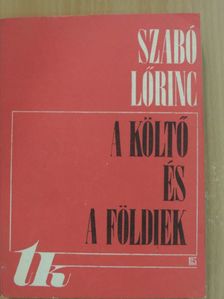 SZABÓ
LŐRINC
A KÖLTŐ
ÉS
A FÖLDIEK
tk